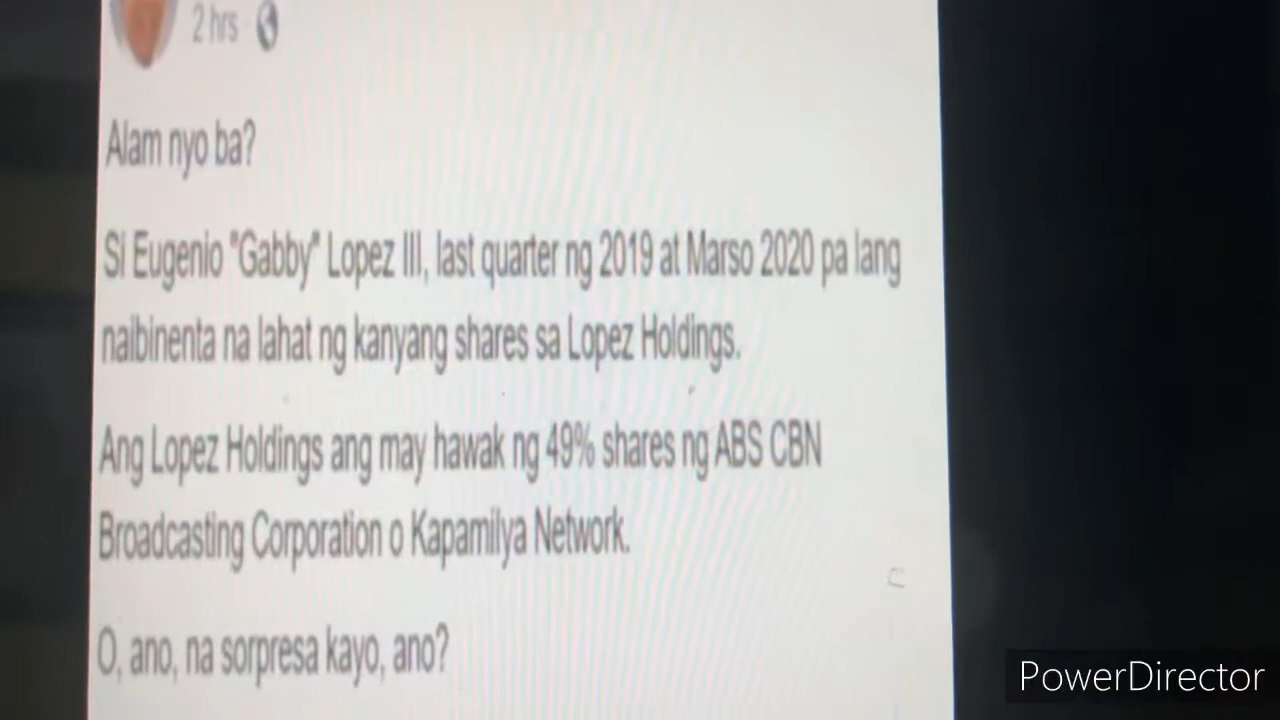 2 hrs
Alam nyo ba?
Si Eugenio "Gabby" Lopez III, last quarter ng 2019 at Marso 2020 pa lang
naibinenta na lahat ng kanyang shares sa Lopez Holdings.
Ang Lopez Holdings ang may hawak ng 49% shares ng ABS CBN
Broadcasting Corporation o Kapamilya Network.
O, ano, na sorpresa kayo, ano?
PowerDirector